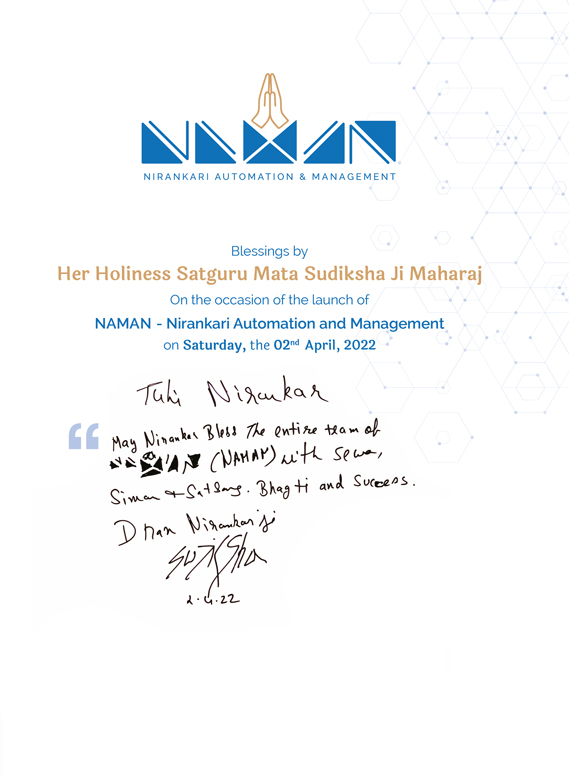 NAMAN
NIRANKARI AUTOMATION & MANAGEMENT
Blessings by
Her Holiness Satguru Mata Sudiksha Ji Maharaj
On the occasion of the launch of
NAMAN - Nirankari Automation and Management
on Saturday, the 02nd April, 2022
Tuhi Nirankar
“
May Nirankar Bless The entire team of
NAMAN (NAMAN) with Sewa,
Simran + Satsang. Bhagti and Success.
Dhan Nirankar ji
Sudiksha
2.4.22